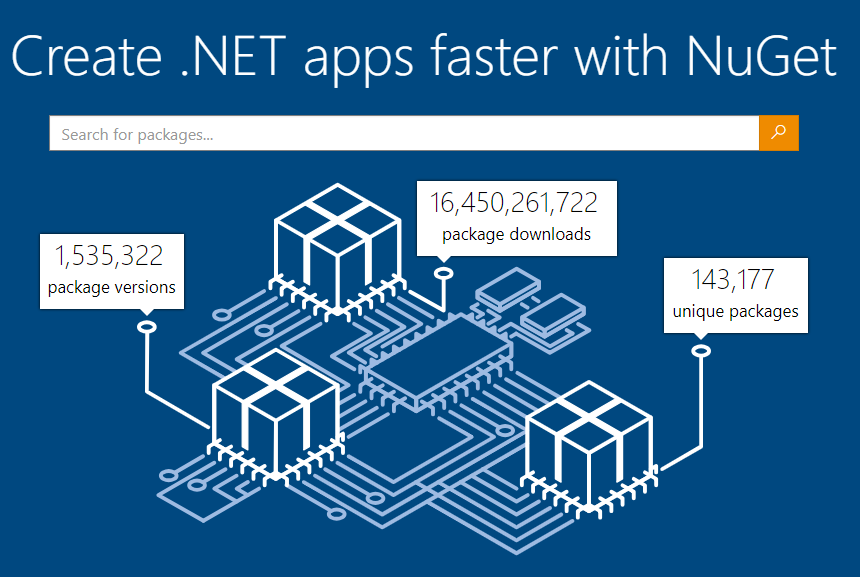 Create .NET apps faster with NuGet
Search for packages...
16,450,261,722
package downloads
1,535,322
package versions
143,177
unique packages